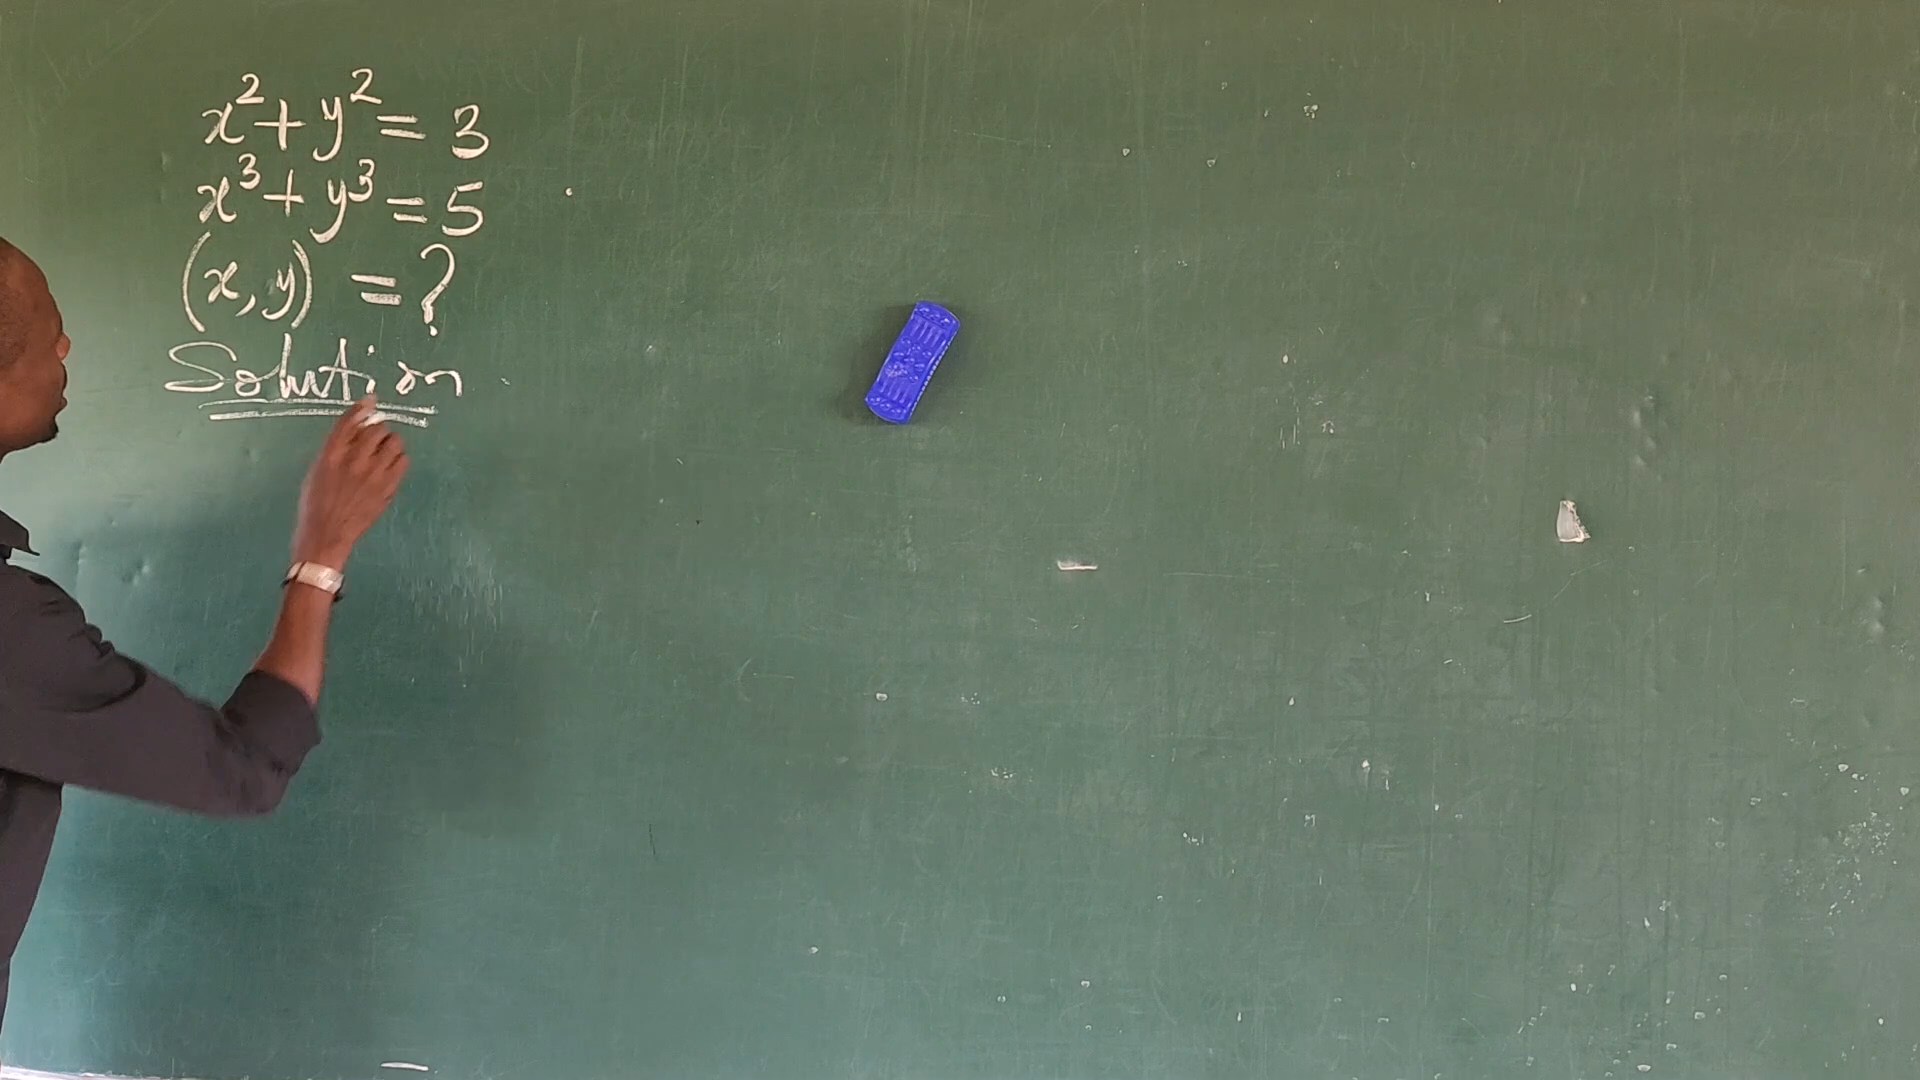 x² + y² = 3
x³ + y³ = 5
(x, y) = ?
Solution